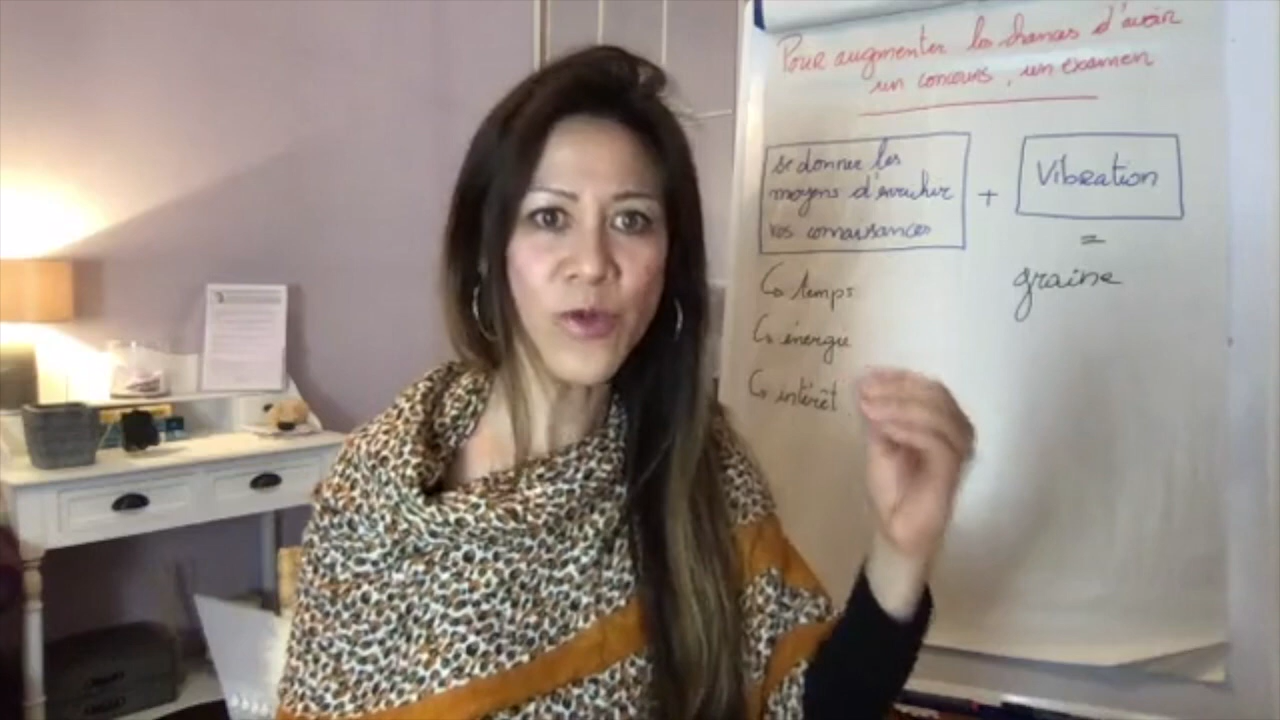 Pour augmenter les chances d'avoir
un concours, un examen
se donner les
moyens d'enrichir
vos connaissances
+
Vibration
=
graine
↳ temps
↳ énergie
↳ intérêt